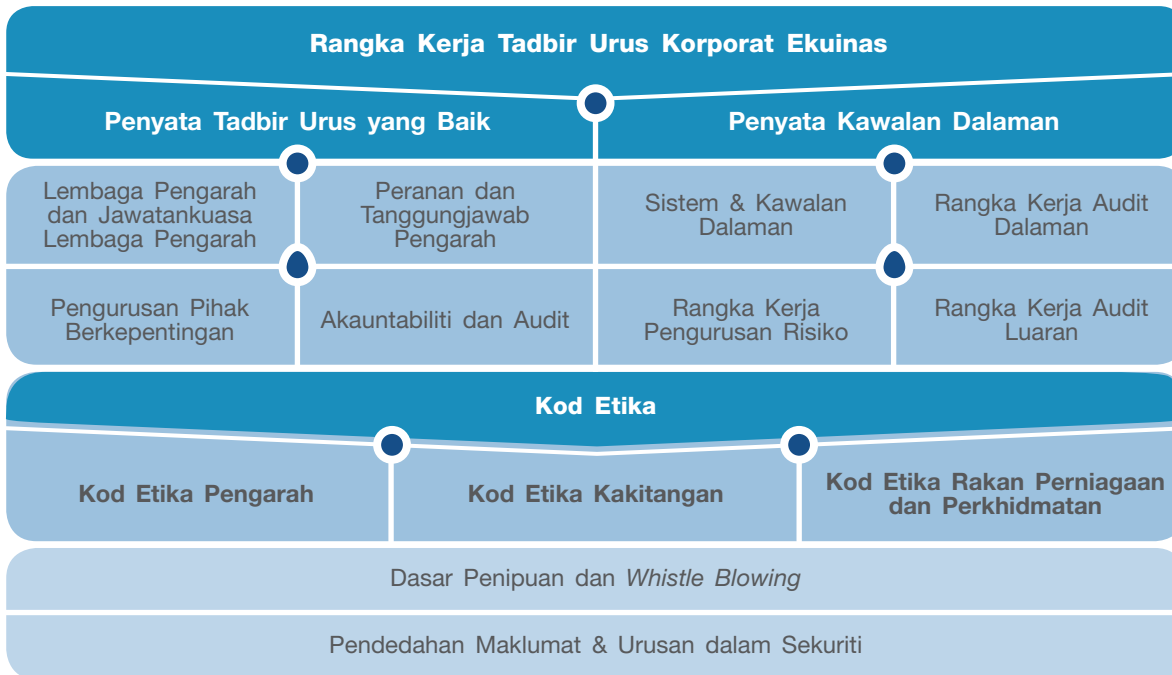 Rangka Kerja Tadbir Urus Korporat Ekuinas
Penyata Tadbir Urus yang Baik
Penyata Kawalan Dalaman
Lembaga Pengarah
dan Jawatankuasa
Lembaga Pengarah
Peranan dan
Tanggungjawab
Pengarah
Sistem & Kawalan
Dalaman
Rangka Kerja Audit
Dalaman
Pengurusan Pihak
Berkepentingan
Akauntabiliti dan Audit
Rangka Kerja
Pengurusan Risiko
Rangka Kerja Audit
Luaran
Kod Etika
Kod Etika Pengarah
Kod Etika Kakitangan
Kod Etika Rakan Perniagaan
dan Perkhidmatan
Dasar Penipuan dan Whistle Blowing
Pendedahan Maklumat & Urusan dalam Sekuriti